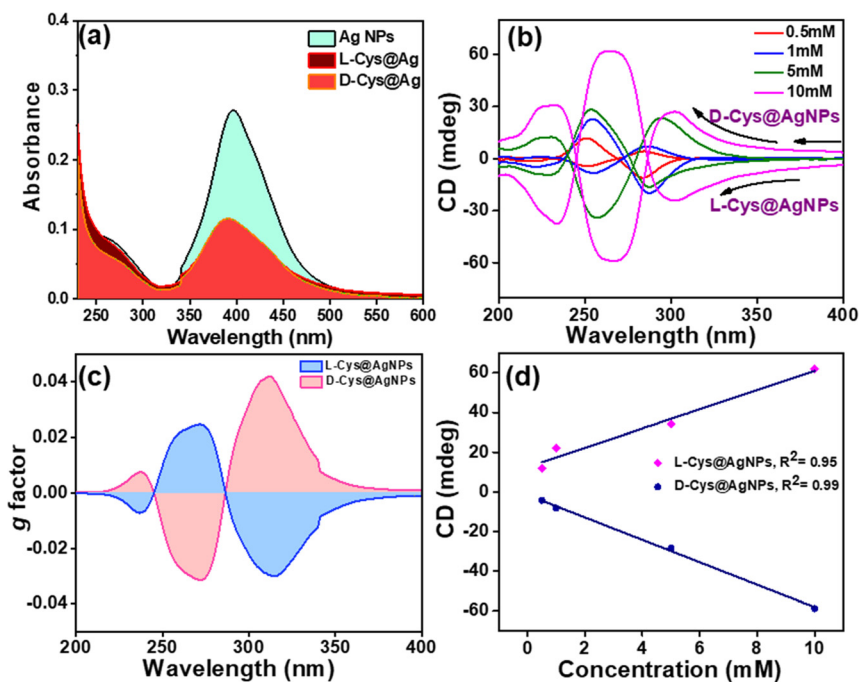 (a)
Ag NPs
L-Cys@Ag
D-Cys@Ag
Absorbance
0.4
0.3
0.2
0.1
0.0
250 300 350 400 450 500 550 600
Wavelength (nm)
(b)
0.5mM
1mM
5mM
10mM
D-Cys@AgNPs
L-Cys@AgNPs
CD (mdeg)
60
30
0
-30
-60
200 250 300 350 400
Wavelength (nm)
(c)
L-Cys@AgNPs
D-Cys@AgNPs
g factor
0.04
0.02
0.00
-0.02
-0.04
200 250 300 350 400
Wavelength (nm)
(d)
L-Cys@AgNPs, R²= 0.95
D-Cys@AgNPs, R²= 0.99
CD (mdeg)
60
40
20
0
-20
-40
-60
0 2 4 6 8 10
Concentration (mM)